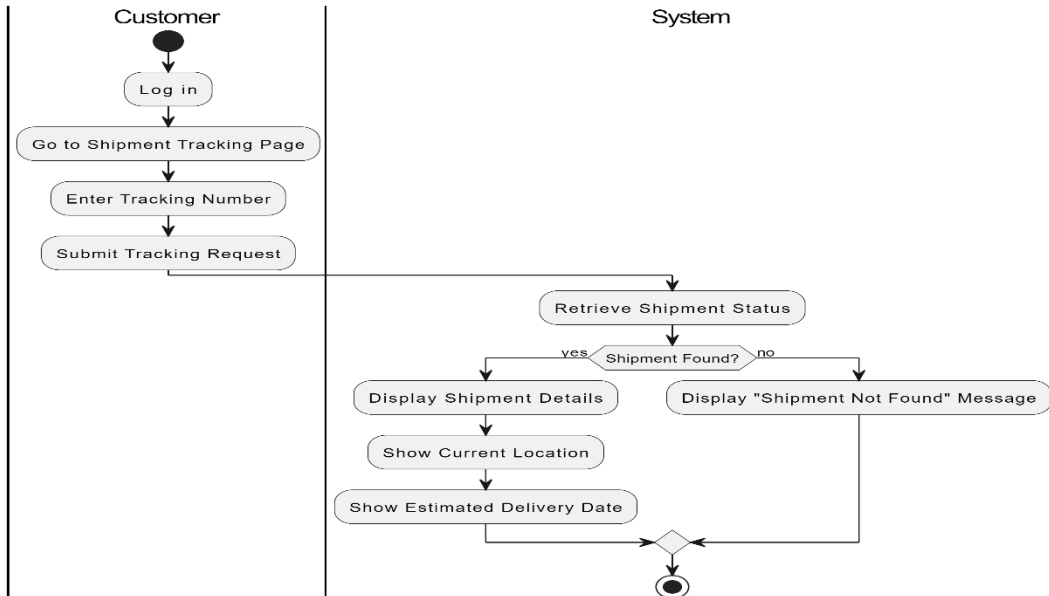 Customer
System
Log in
Go to Shipment Tracking Page
Enter Tracking Number
Submit Tracking Request
Retrieve Shipment Status
yes
Shipment Found?
no
Display Shipment Details
Display "Shipment Not Found" Message
Show Current Location
Show Estimated Delivery Date